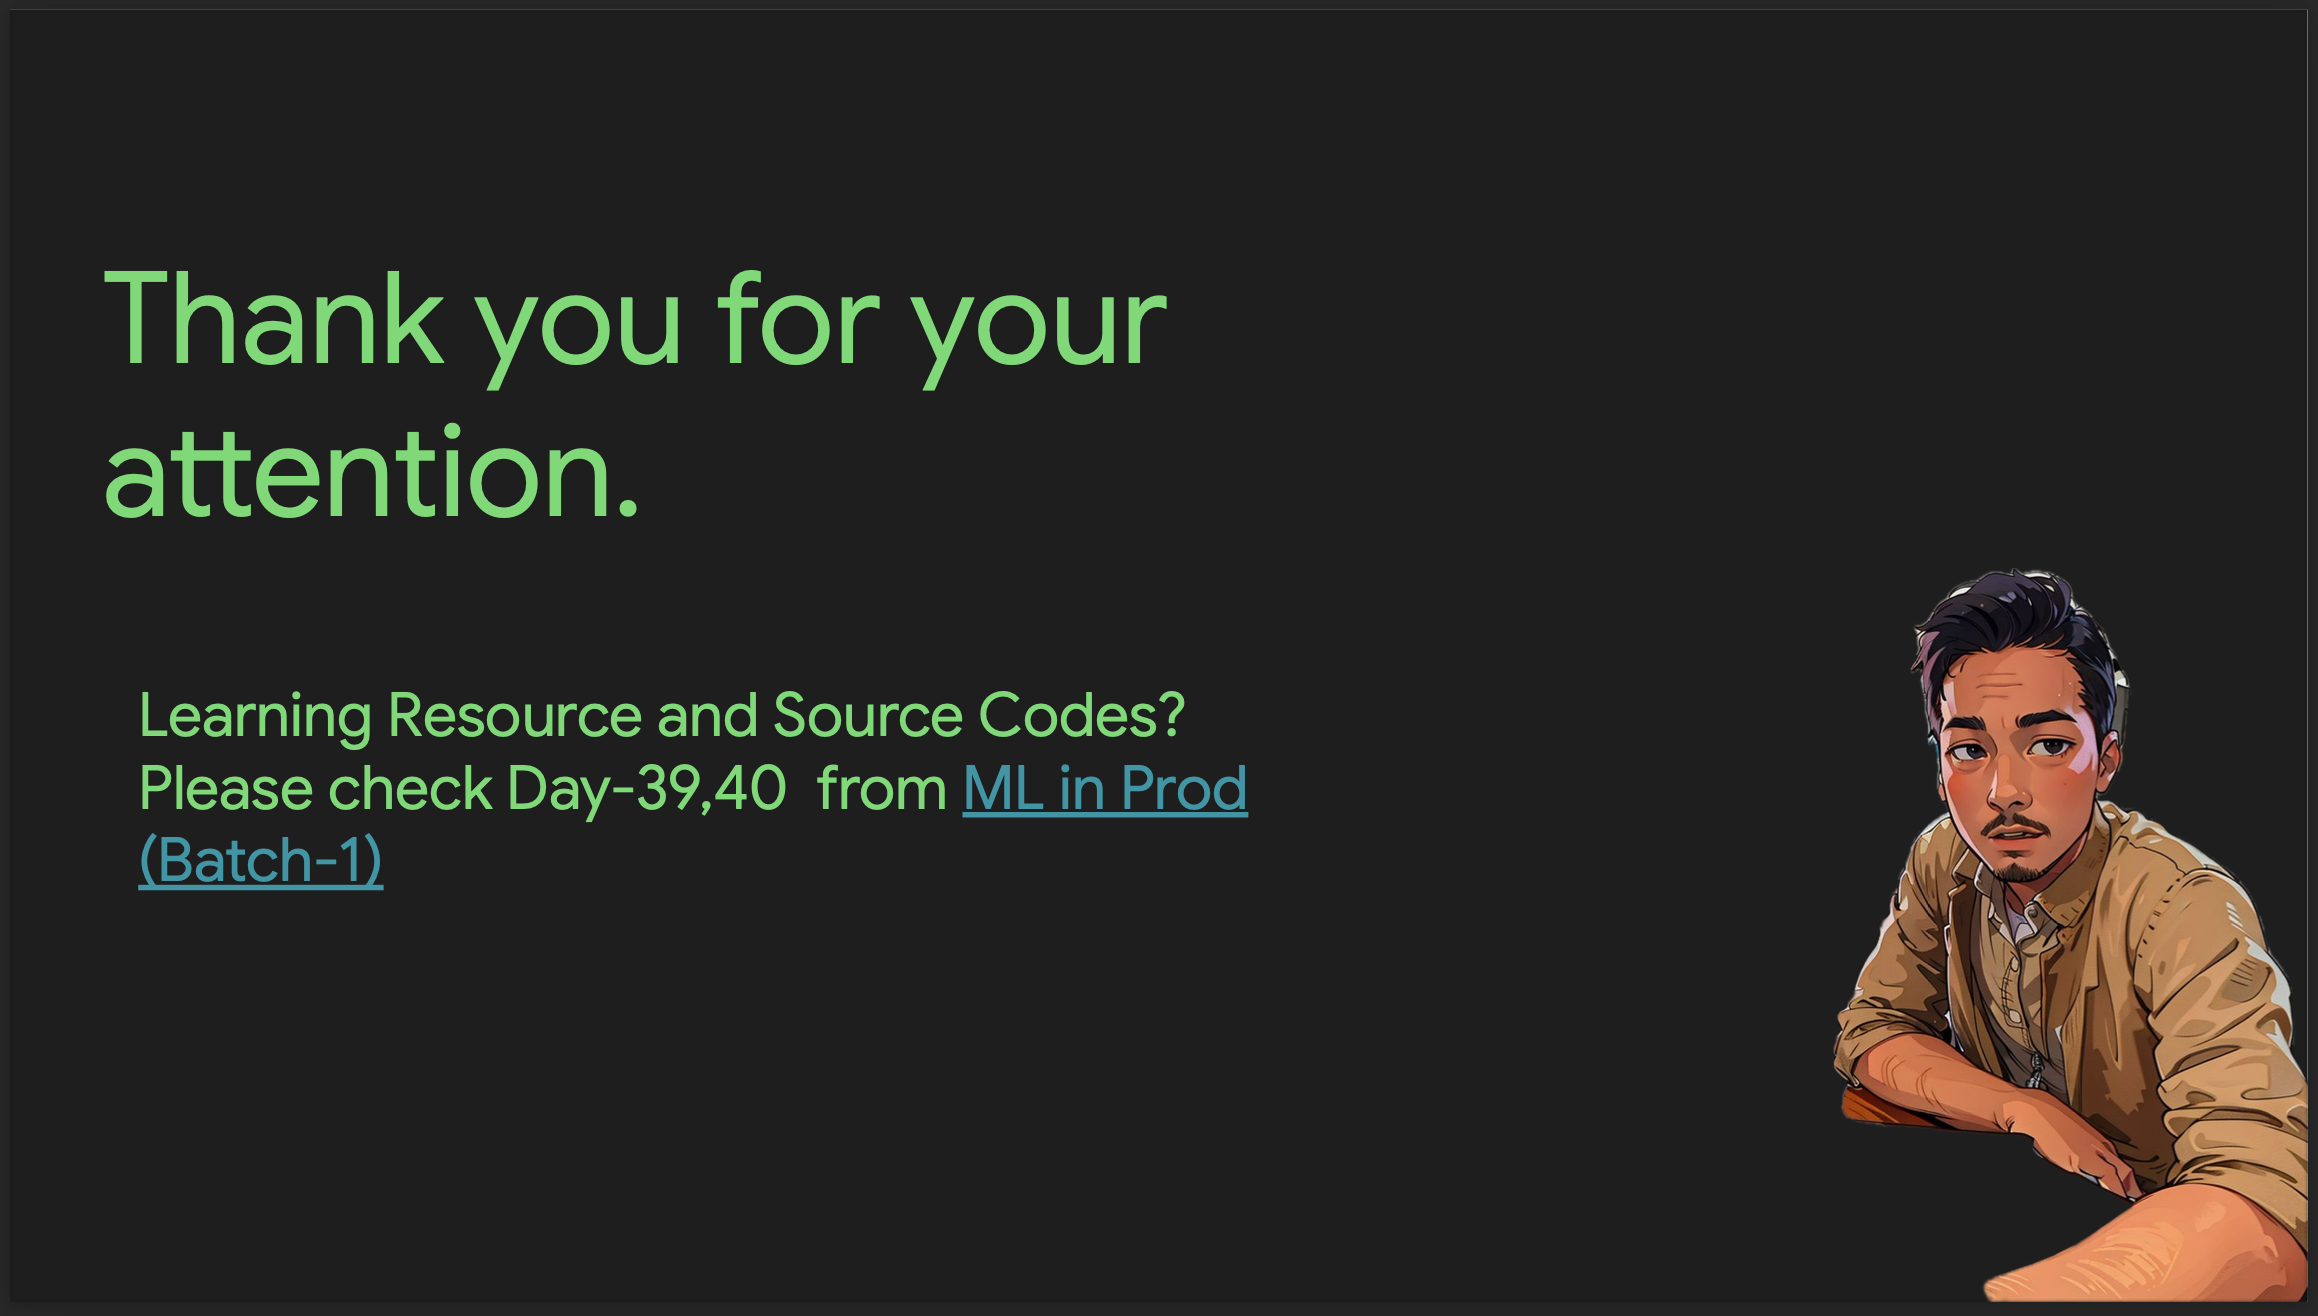 Thank you for your
attention.
Learning Resource and Source Codes?
Please check Day-39,40  from ML in Prod
(Batch-1)